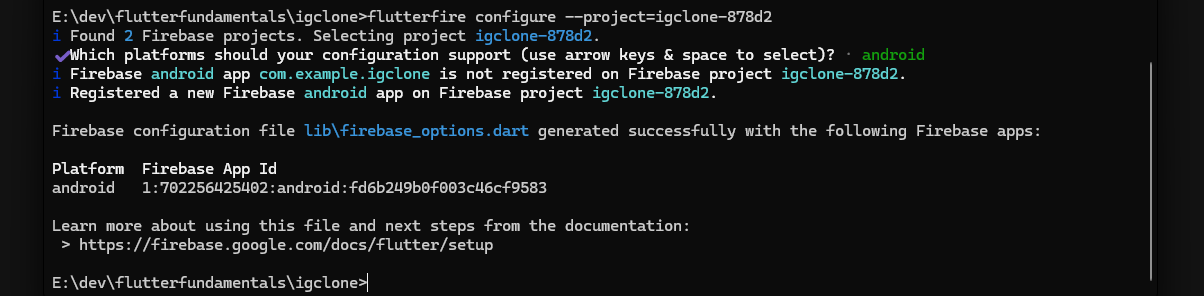 E:\dev\flutterfundamentals\igclone>flutterfire configure --project=igclone-878d2
i Found 2 Firebase projects. Selecting project igclone-878d2.
✔Which platforms should your configuration support (use arrow keys & space to select)? · android
i Firebase android app com.example.igclone is not registered on Firebase project igclone-878d2.
i Registered a new Firebase android app on Firebase project igclone-878d2.
Firebase configuration file lib\firebase_options.dart generated successfully with the following Firebase apps:
Platform  Firebase App Id
android   1:702256425402:android:fd6b249b0f003c46cf9583
Learn more about using this file and next steps from the documentation:
 > https://firebase.google.com/docs/flutter/setup
E:\dev\flutterfundamentals\igclone>